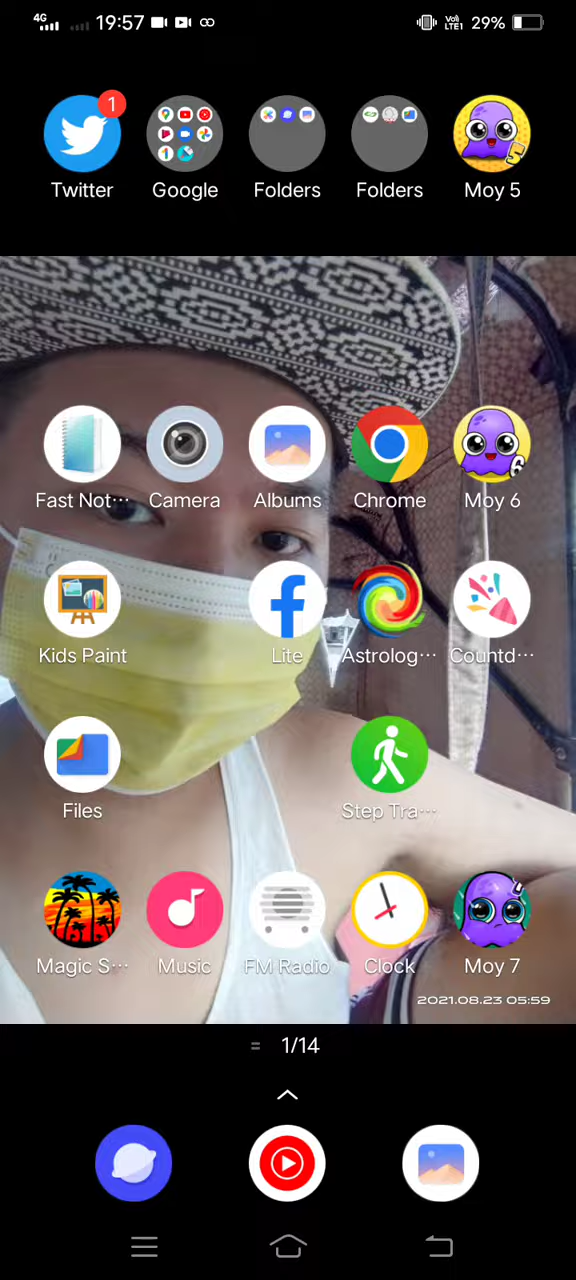 4G 19:57 Vo) LTE1 29%
1
Twitter Google Folders Folders Moy 5
Fast Not··· Camera Albums Chrome Moy 6
Kids Paint Lite Astrolog··· Countd···
Files Step Tra···
Magic S··· Music FM Radio Clock Moy 7
2021.08.23 05:59
1/14